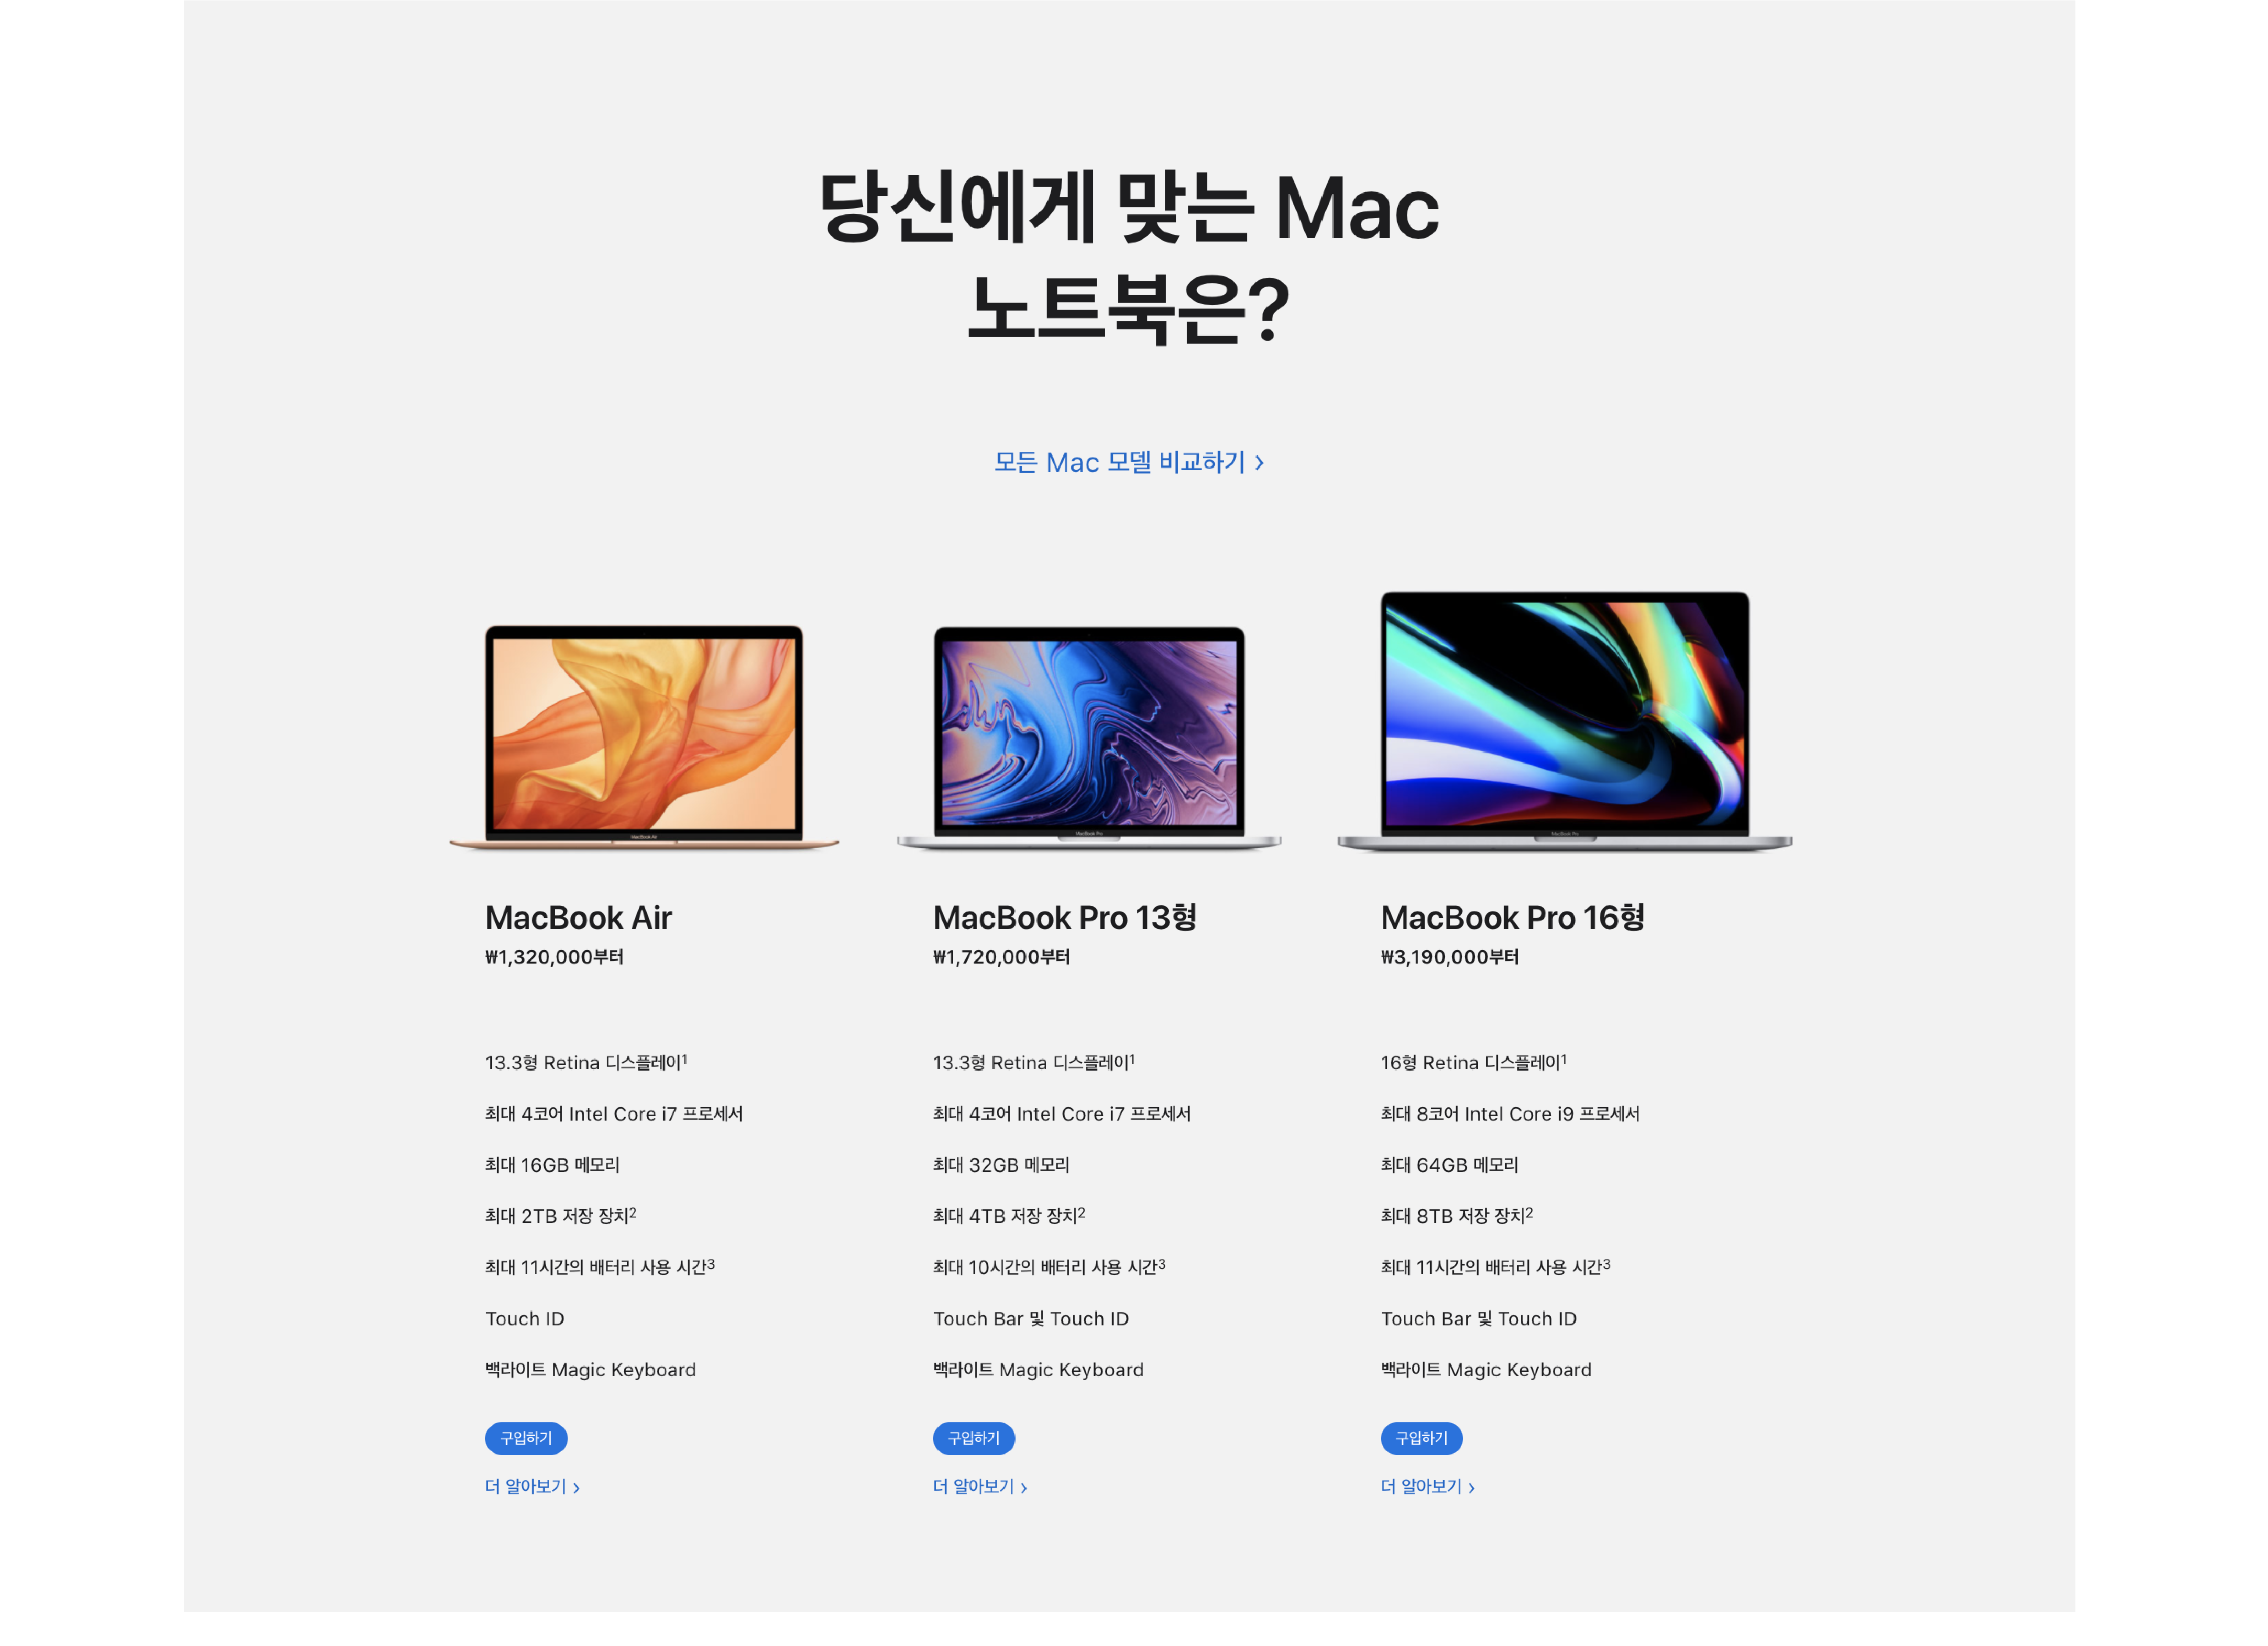 당신에게 맞는 Mac
노트북은?
모든 Mac 모델 비교하기 >
MacBook Air
MacBook Pro
MacBook Pro
MacBook Air
₩1,320,000부터
13.3형 Retina 디스플레이¹
최대 4코어 Intel Core i7 프로세서
최대 16GB 메모리
최대 2TB 저장 장치²
최대 11시간의 배터리 사용 시간³
Touch ID
백라이트 Magic Keyboard
구입하기
더 알아보기 >
MacBook Pro 13형
₩1,720,000부터
13.3형 Retina 디스플레이¹
최대 4코어 Intel Core i7 프로세서
최대 32GB 메모리
최대 4TB 저장 장치²
최대 10시간의 배터리 사용 시간³
Touch Bar 및 Touch ID
백라이트 Magic Keyboard
구입하기
더 알아보기 >
MacBook Pro 16형
₩3,190,000부터
16형 Retina 디스플레이¹
최대 8코어 Intel Core i9 프로세서
최대 64GB 메모리
최대 8TB 저장 장치²
최대 11시간의 배터리 사용 시간³
Touch Bar 및 Touch ID
백라이트 Magic Keyboard
구입하기
더 알아보기 >